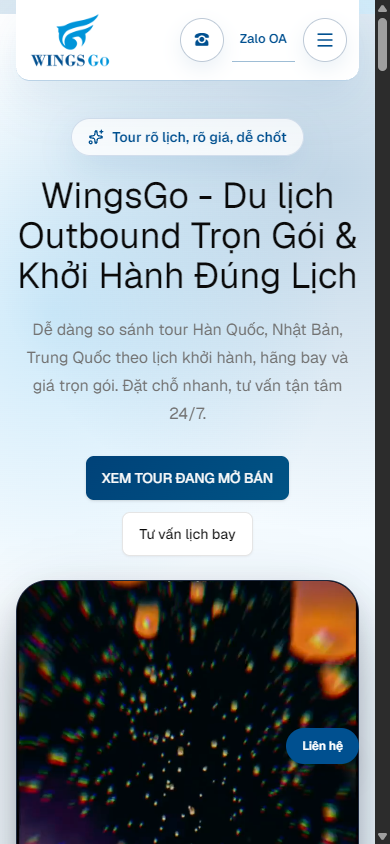 WINGS GO
Zalo OA
Tour rõ lịch, rõ giá, dễ chốt
WingsGo - Du lịch
Outbound Trọn Gói &
Khởi Hành Đúng Lịch
Dễ dàng so sánh tour Hàn Quốc, Nhật Bản,
Trung Quốc theo lịch khởi hành, hãng bay và
giá trọn gói. Đặt chỗ nhanh, tư vấn tận tâm
24/7.
XEM TOUR ĐANG MỞ BÁN
Tư vấn lịch bay
Liên hệ